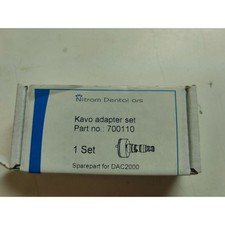 Nitram Dental a/s
Kavo adapter set
Part no.: 700110
1 Set
Sparepart for DAC2000